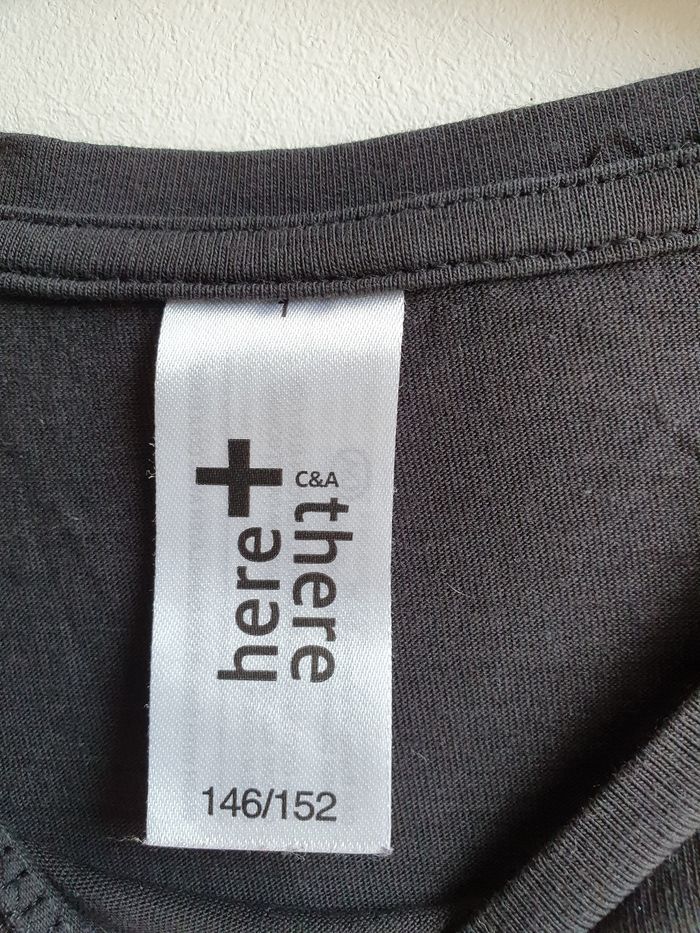 C&A
here + there
146/152